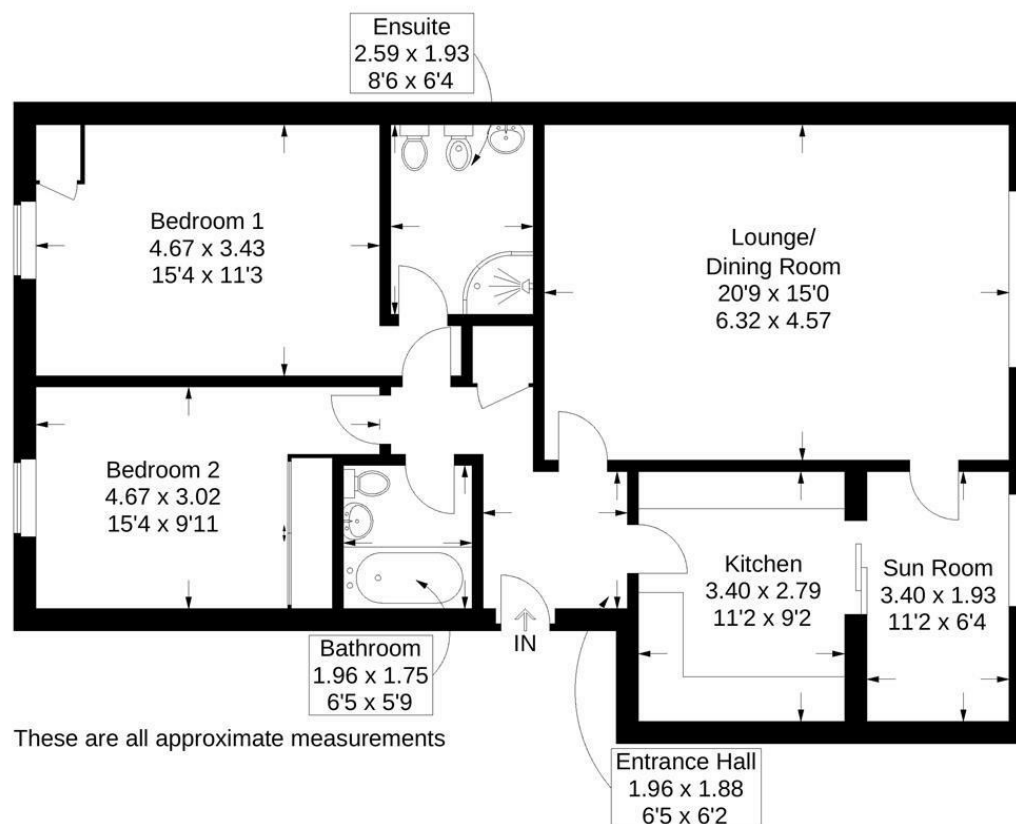 Ensuite
2.59 x 1.93
8'6 x 6'4
Bedroom 1
4.67 x 3.43
15'4 x 11'3
Lounge/
Dining Room
20'9 x 15'0
6.32 x 4.57
Bedroom 2
4.67 x 3.02
15'4 x 9'11
Kitchen
3.40 x 2.79
11'2 x 9'2
Sun Room
3.40 x 1.93
11'2 x 6'4
IN
Bathroom
1.96 x 1.75
6'5 x 5'9
These are all approximate measurements
Entrance Hall
1.96 x 1.88
6'5 x 6'2